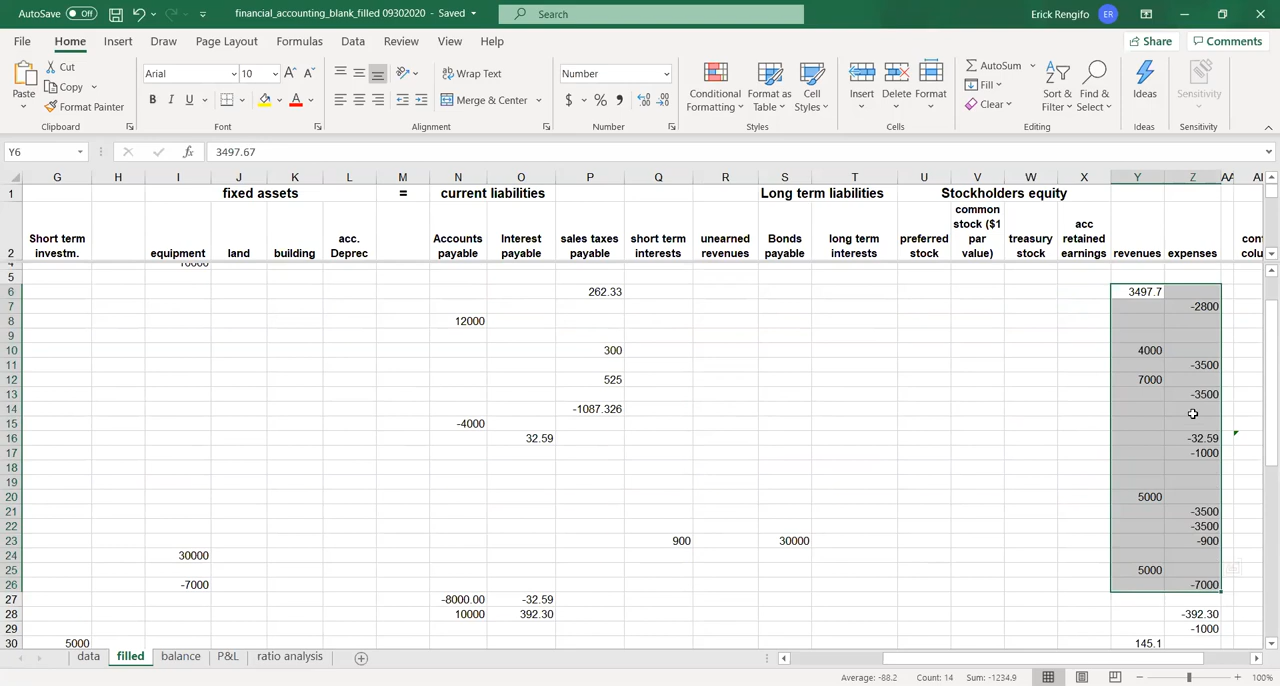 AutoSave Off financial_accounting_blank_filled 09302020 - Saved Search Erick Rengifo ER
File Home Insert Draw Page Layout Formulas Data Review View Help Share Comments
Paste Cut Copy Format Painter Clipboard
Arial 10 B I U A Font
Wrap Text Merge & Center Alignment
Number $ % Number
Conditional Formatting Format as Table Cell Styles Styles
Insert Delete Format Cells
AutoSum Fill Clear Sort & Filter Find & Select Editing
Ideas Ideas
Sensitivity Sensitivity
Y6 fx 3497.67
G H I J K L M N O P Q R S T U V W X Y Z AA
1 fixed assets = current liabilities Long term liabilities Stockholders equity
2 Short term investm. equipment land building acc. Deprec Accounts payable Interest payable sales taxes payable short term interests unearned revenues Bonds payable long term interests preferred stock common stock ($1 par value) treasury stock acc retained earnings revenues expenses
4 10000
5
6 262.33 3497.7
7 -2800
8 12000
9
10 300 4000
11 -3500
12 525 7000
13 -3500
14 -1087.326
15 -4000
16 32.59 -32.59
17 -1000
18
19
20 5000
21 -3500
22 -3500
23 900 30000 -900
24 30000
25 5000
26 -7000 -7000
27 -8000.00 -32.59
28 10000 392.30 -392.30
29 -1000
30 5000 145.1
data filled balance P&L ratio analysis
Average: -88.2 Count: 14 Sum: -1234.9 100%